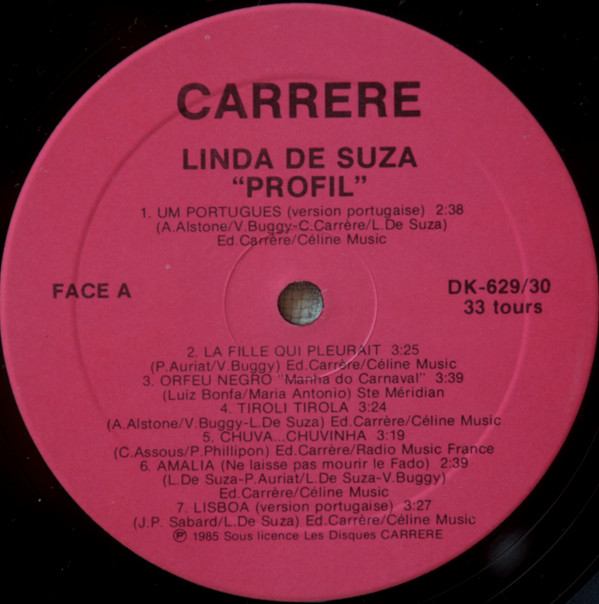 CARRERE
LINDA DE SUZA
“PROFIL”
1. UM PORTUGUES (version portugaise) 2:38
(A.Alstone/V.Buggy-C.Carrère/L.De Suza)
Ed.Carrère/Céline Music
FACE A
DK-629/30
33 tours
2. LA FILLE QUI PLEURAIT 3:25
(P.Auriat/V.Buggy) Ed.Carrère/Céline Music
3. ORFEU NEGRO "Manha do Carnaval" 3:39
(Luiz Bonfa/Maria Antonio) Ste Méridian
4. TIROLI TIROLA 3:24
(A.Alstone/V.Buggy-L.De Suza) Ed.Carrère/Céline Music
5. CHUVA...CHUVINHA 3:19
(C.Assous/P.Phillipon) Ed.Carrère/Radio Music France
6. AMALIA (Ne laisse pas mourir le Fado) 2:39
(L.De Suza-P.Auriat/L.De Suza-V.Buggy)
Ed.Carrère/Céline Music
7. LISBOA (version portugaise) 3:27
(J.P. Sabard/L.De Suza) Ed.Carrère/Céline Music
℗ 1985 Sous licence Les Disques CARRERE